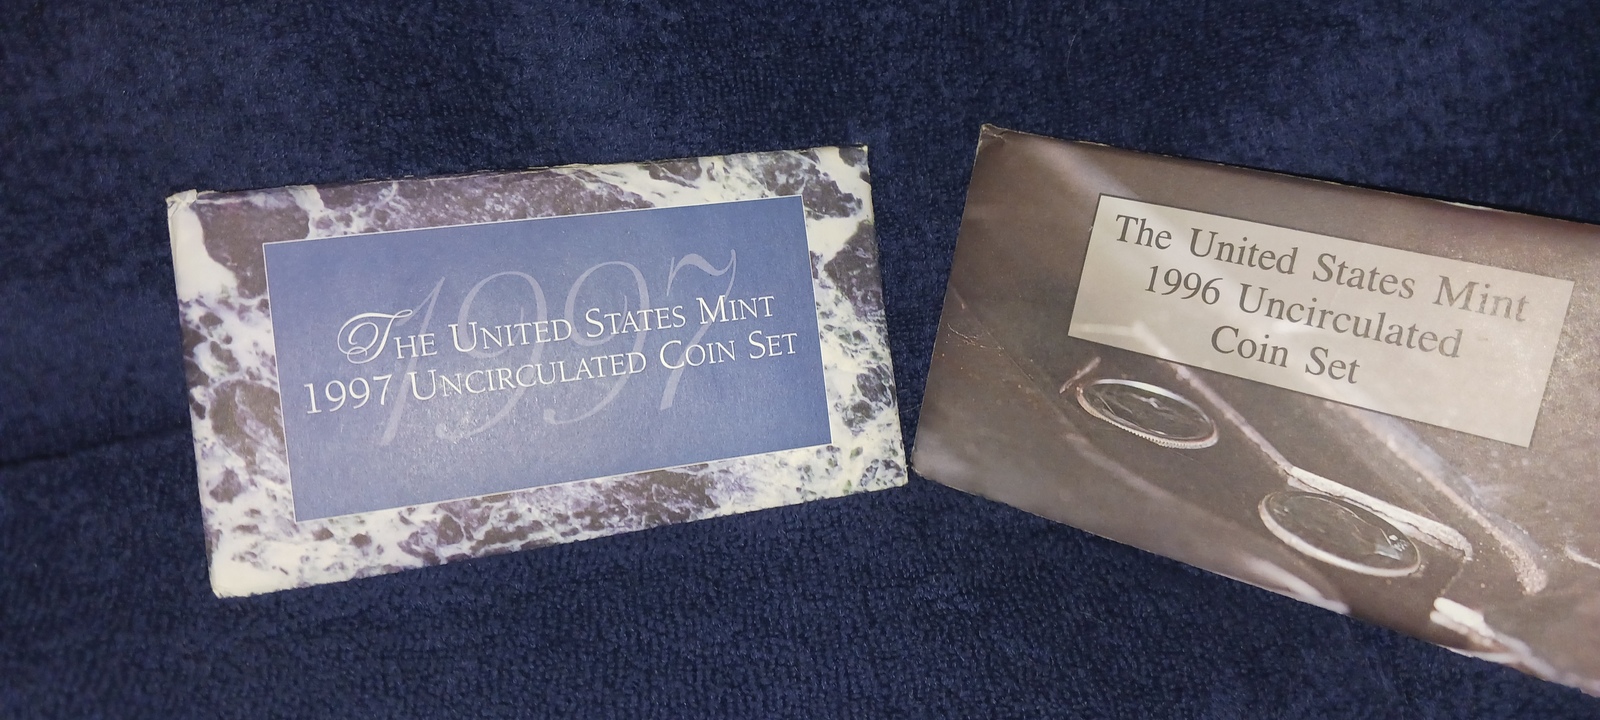 1997
The United States Mint
1997 Uncirculated Coin Set
The United States Mint
1996 Uncirculated
Coin Set